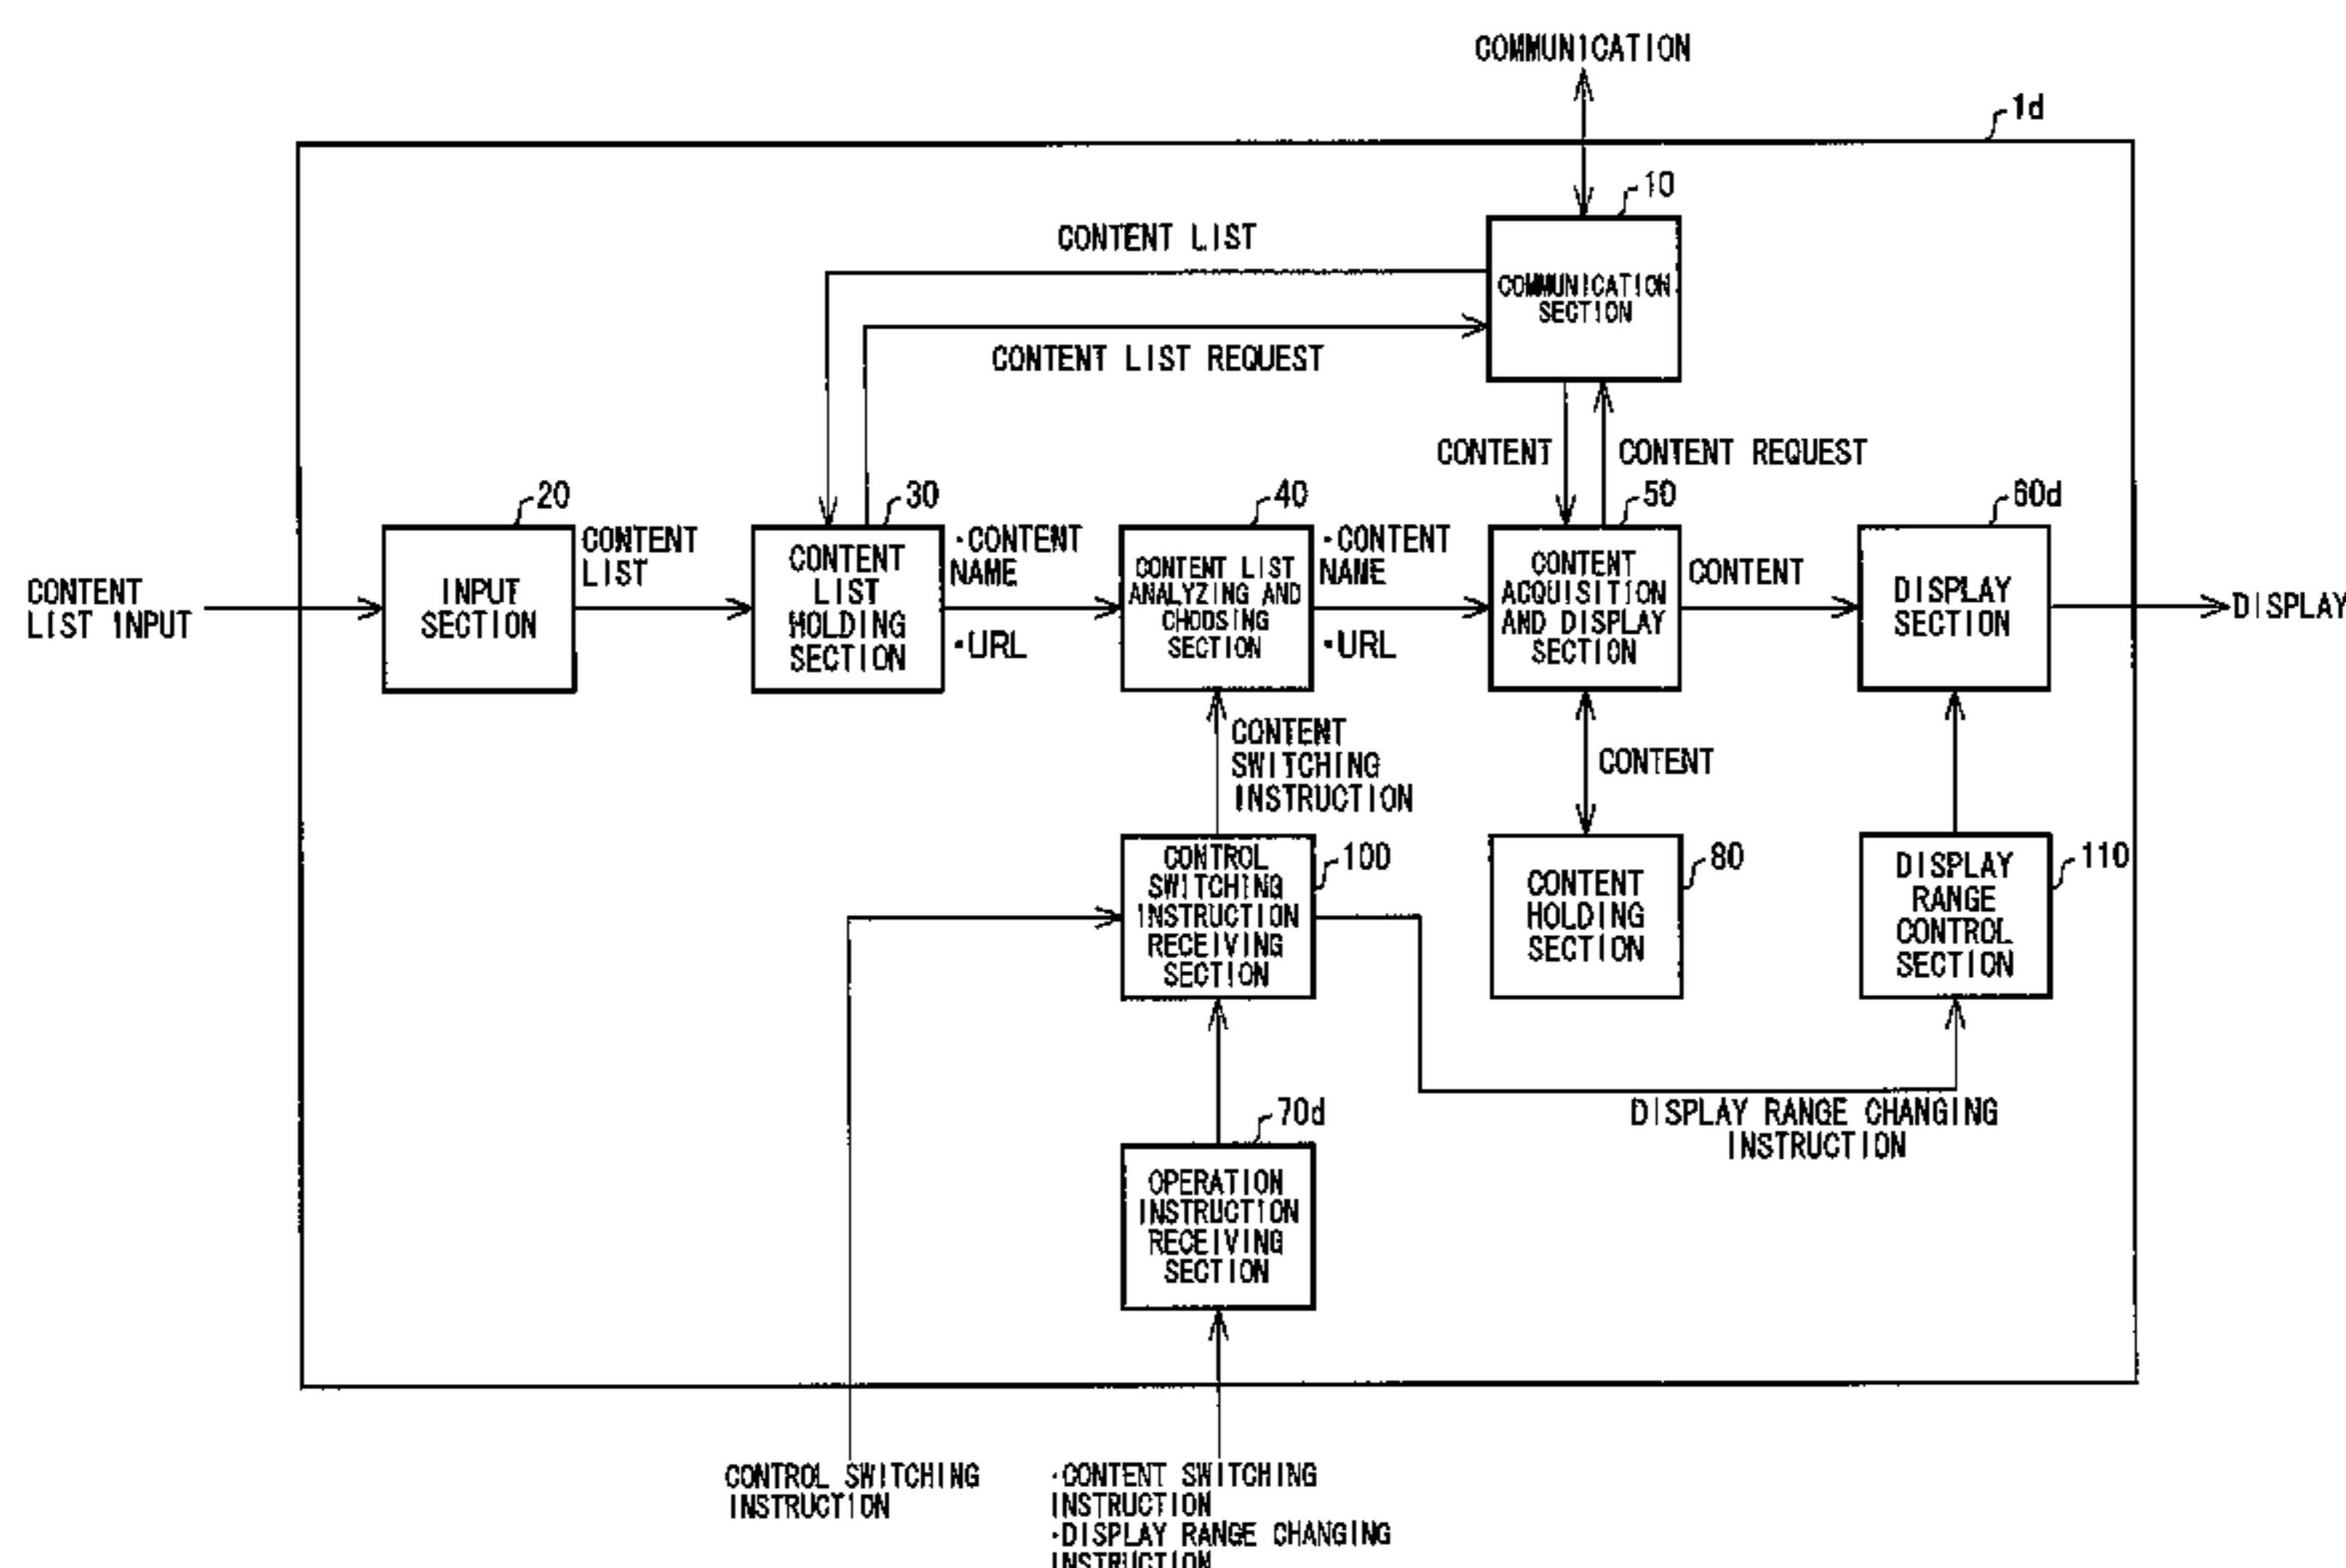 COMMUNICATION
1d
10
CONTENT LIST
COMMUNICATION
SECTION
CONTENT LIST REQUEST
CONTENT
CONTENT REQUEST
20
30
40
50
60d
CONTENT
LIST INPUT
INPUT
SECTION
CONTENT
LIST
CONTENT
LIST
HOLDING
SECTION
·CONTENT
NAME
·URL
CONTENT LIST
ANALYZING AND
CHOOSING
SECTION
·CONTENT
NAME
·URL
CONTENT
ACQUISITION
AND DISPLAY
SECTION
CONTENT
DISPLAY
SECTION
DISPLAY
CONTENT
SWITCHING
INSTRUCTION
CONTENT
CONTROL
SWITCHING
INSTRUCTION
RECEIVING
SECTION
100
CONTENT
HOLDING
SECTION
80
DISPLAY
RANGE
CONTROL
SECTION
110
70d
DISPLAY RANGE CHANGING
INSTRUCTION
OPERATION
INSTRUCTION
RECEIVING
SECTION
CONTROL SWITCHING
INSTRUCTION
·CONTENT SWITCHING
INSTRUCTION
·DISPLAY RANGE CHANGING
INSTRUCTION